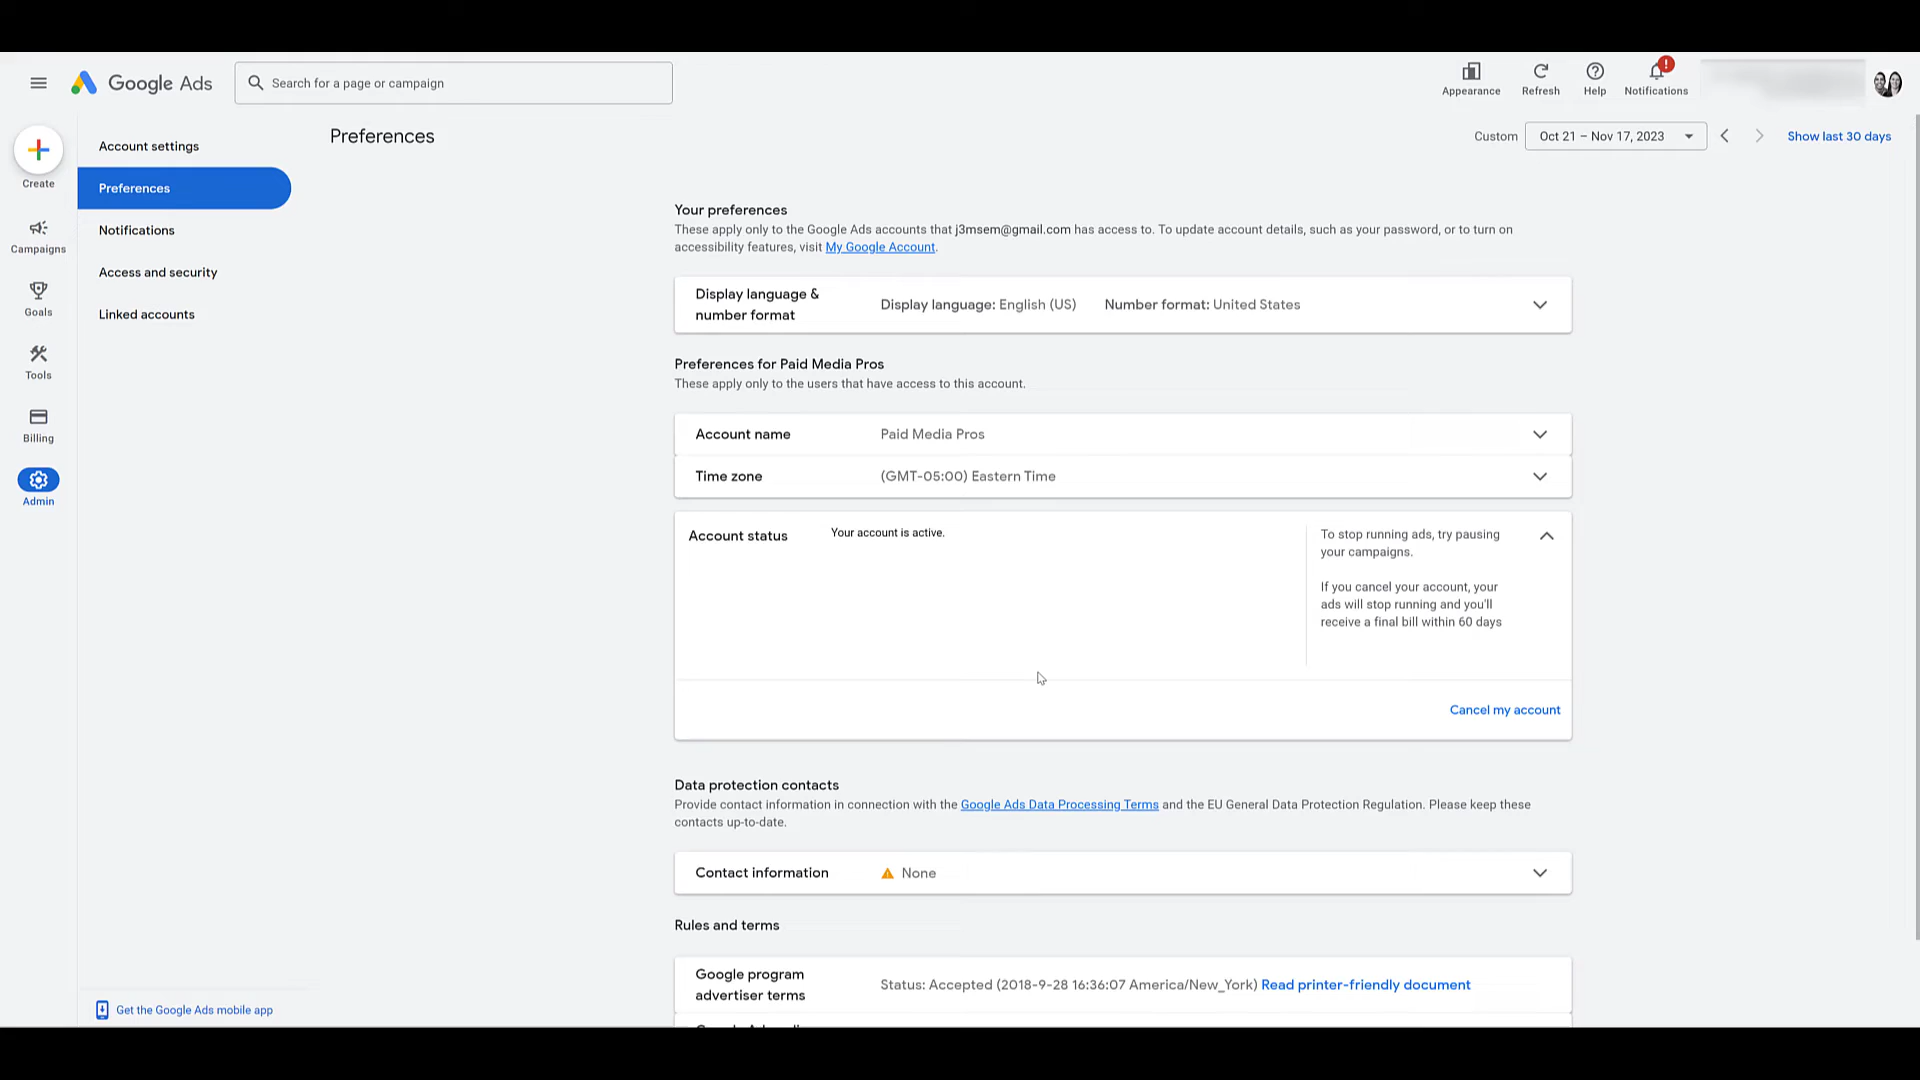 Google Ads
Search for a page or campaign
Appearance
Refresh
Help
!
Notifications
Create
Campaigns
Goals
Tools
Billing
Admin
Account settings
Preferences
Notifications
Access and security
Linked accounts
Get the Google Ads mobile app
Preferences
Custom
Oct 21 – Nov 17, 2023
Show last 30 days
Your preferences
These apply only to the Google Ads accounts that j3msem@gmail.com has access to. To update account details, such as your password, or to turn on
accessibility features, visit My Google Account.
Display language &
number format
Display language: English (US)
Number format: United States
Preferences for Paid Media Pros
These apply only to the users that have access to this account.
Account name
Paid Media Pros
Time zone
(GMT-05:00) Eastern Time
Account status
Your account is active.
To stop running ads, try pausing
your campaigns.
If you cancel your account, your
ads will stop running and you'll
receive a final bill within 60 days
Cancel my account
Data protection contacts
Provide contact information in connection with the Google Ads Data Processing Terms and the EU General Data Protection Regulation. Please keep these
contacts up-to-date.
Contact information
None
Rules and terms
Google program
advertiser terms
Status: Accepted (2018-9-28 16:36:07 America/New_York) Read printer-friendly document